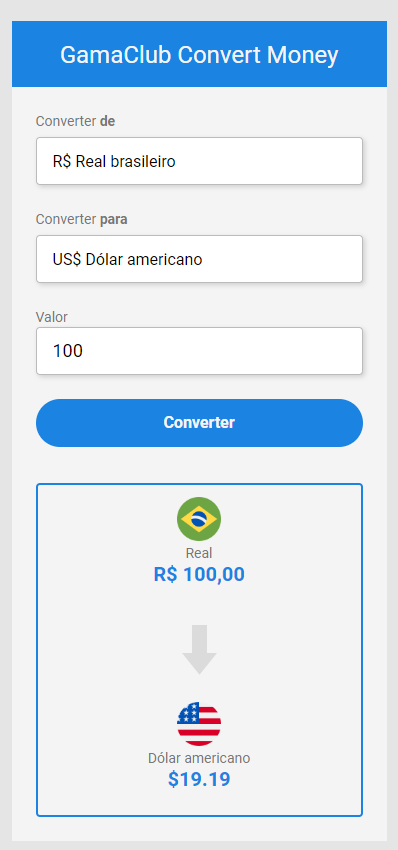 GamaClub Convert Money
Converter de
R$ Real brasileiro
Converter para
US$ Dólar americano
Valor
100
Converter
Real
R$ 100,00
Dólar americano
$19.19